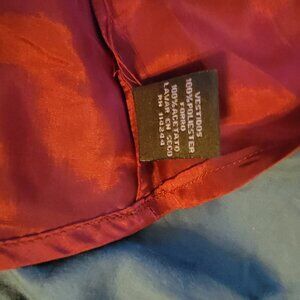 VESTIDOS
100%POLIESTER
FORRO
100%ACETATO
LAVAR EN SECO